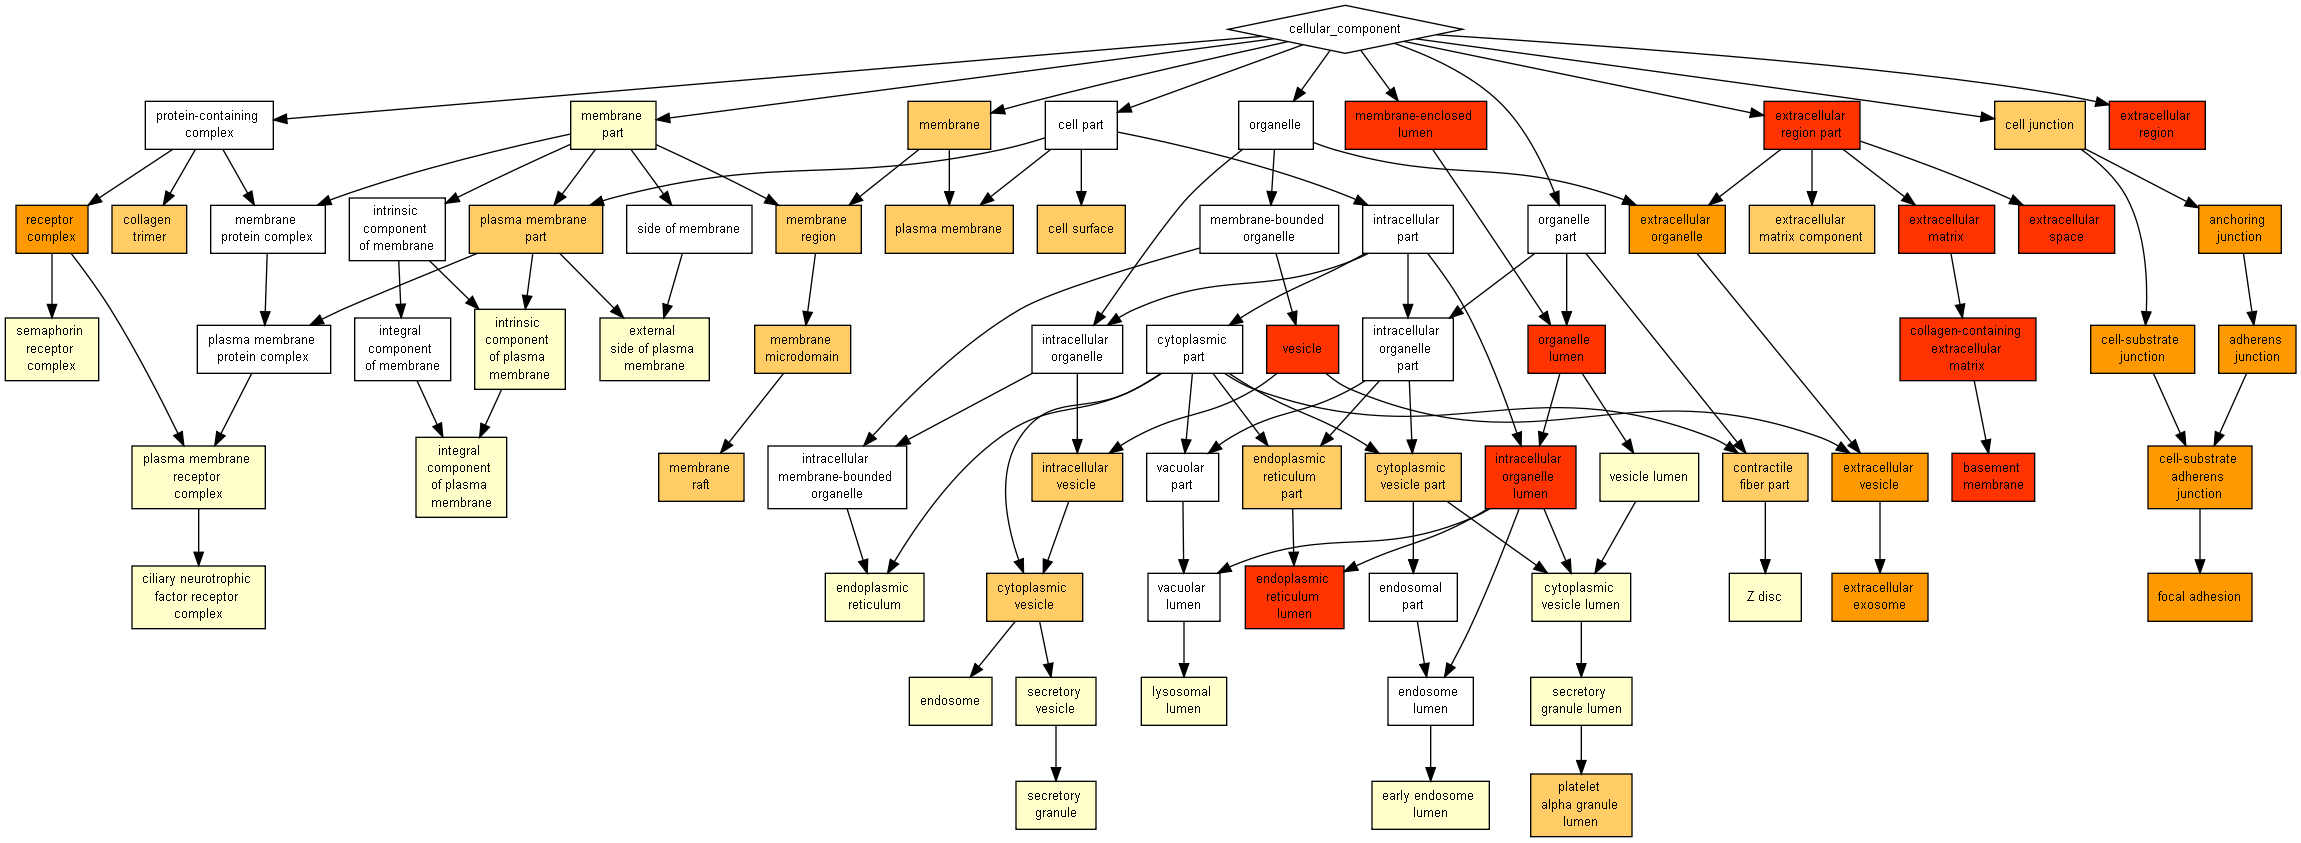 cellular_component
protein-containing
complex
membrane
part
membrane
cell part
organelle
membrane-enclosed
lumen
extracellular
region part
cell junction
extracellular
region
receptor
complex
collagen
trimer
membrane
protein complex
intrinsic
component
of membrane
plasma membrane
part
side of membrane
membrane
region
plasma membrane
cell surface
membrane-bounded
organelle
intracellular
part
organelle
part
extracellular
organelle
extracellular
matrix component
extracellular
matrix
extracellular
space
anchoring
junction
semaphorin
receptor
complex
plasma membrane
protein complex
integral
component
of membrane
intrinsic
component
of plasma
membrane
external
side of plasma
membrane
membrane
microdomain
intracellular
organelle
cytoplasmic
part
vesicle
intracellular
organelle
part
organelle
lumen
collagen-containing
extracellular
matrix
cell-substrate
junction
adherens
junction
plasma membrane
receptor
complex
integral
component
of plasma
membrane
membrane
raft
intracellular
membrane-bounded
organelle
intracellular
vesicle
vacuolar
part
endoplasmic
reticulum
part
cytoplasmic
vesicle part
intracellular
organelle
lumen
vesicle lumen
contractile
fiber part
extracellular
vesicle
basement
membrane
cell-substrate
adherens
junction
ciliary neurotrophic
factor receptor
complex
endoplasmic
reticulum
cytoplasmic
vesicle
vacuolar
lumen
endoplasmic
reticulum
lumen
endosomal
part
cytoplasmic
vesicle lumen
Z disc
extracellular
exosome
focal adhesion
endosome
secretory
vesicle
lysosomal
lumen
endosome
lumen
secretory
granule lumen
secretory
granule
early endosome
lumen
platelet
alpha granule
lumen